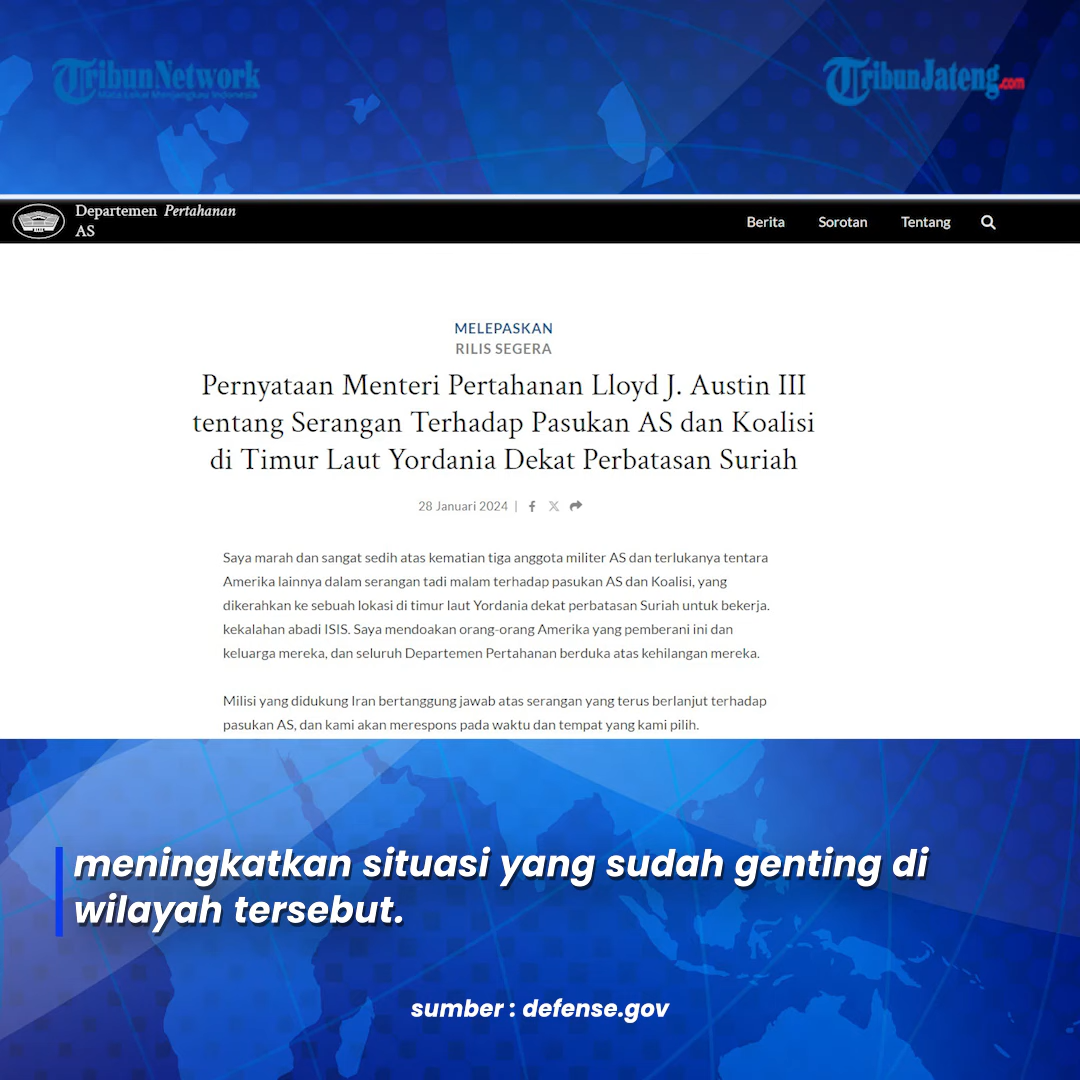 TribunNetwork
Mata Lokal Menjangkau Indonesia
TribunJateng.com
Departemen Pertahanan
AS
Berita Sorotan Tentang
MELEPASKAN
RILIS SEGERA
Pernyataan Menteri Pertahanan Lloyd J. Austin III
tentang Serangan Terhadap Pasukan AS dan Koalisi
di Timur Laut Yordania Dekat Perbatasan Suriah
28 Januari 2024 |
Saya marah dan sangat sedih atas kematian tiga anggota militer AS dan terlukanya tentara
Amerika lainnya dalam serangan tadi malam terhadap pasukan AS dan Koalisi, yang
dikerahkan ke sebuah lokasi di timur laut Yordania dekat perbatasan Suriah untuk bekerja.
kekalahan abadi ISIS. Saya mendoakan orang-orang Amerika yang pemberani ini dan
keluarga mereka, dan seluruh Departemen Pertahanan berduka atas kehilangan mereka.
Milisi yang didukung Iran bertanggung jawab atas serangan yang terus berlanjut terhadap
pasukan AS, dan kami akan merespons pada waktu dan tempat yang kami pilih.
meningkatkan situasi yang sudah genting di
wilayah tersebut.
sumber : defense.gov